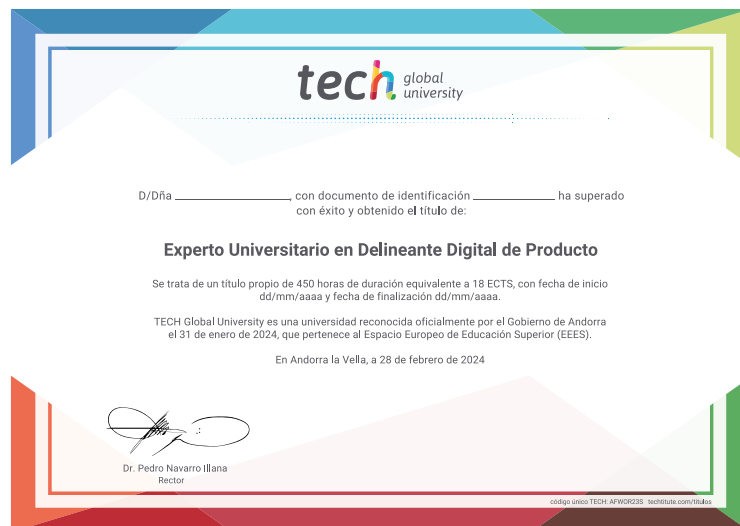 tech global university
D/Dña ____________, con documento de identificación ____________ ha superado
con éxito y obtenido el título de:
Experto Universitario en Delineante Digital de Producto
Se trata de un título propio de 450 horas de duración equivalente a 18 ECTS, con fecha de inicio
dd/mm/aaaa y fecha de finalización dd/mm/aaaa.
TECH Global University es una universidad reconocida oficialmente por el Gobierno de Andorra
el 31 de enero de 2024, que pertenece al Espacio Europeo de Educación Superior (EEES).
En Andorra la Vella, a 28 de febrero de 2024
Dr. Pedro Navarro Illana
Rector
código único TECH: AFWOR23S techtitute.com/titulos